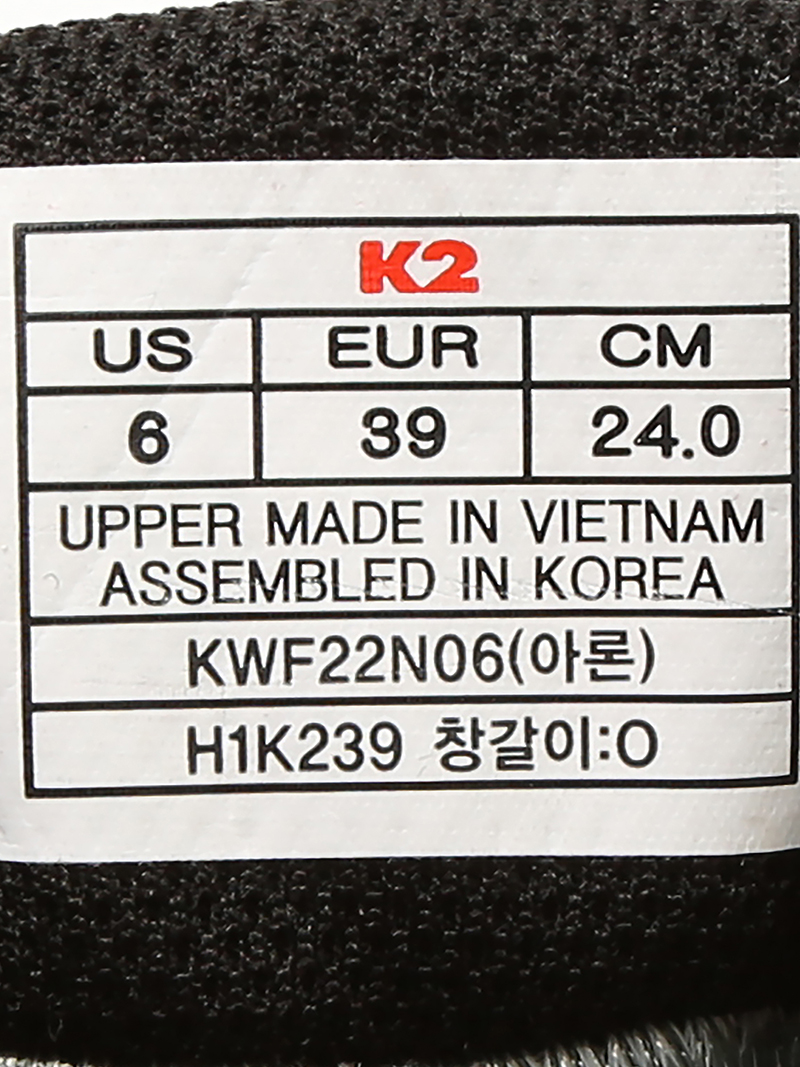 K2
US EUR CM
6 39 24.0
UPPER MADE IN VIETNAM
ASSEMBLED IN KOREA
KWF22N06(아론)
H1K239 창갈이:O